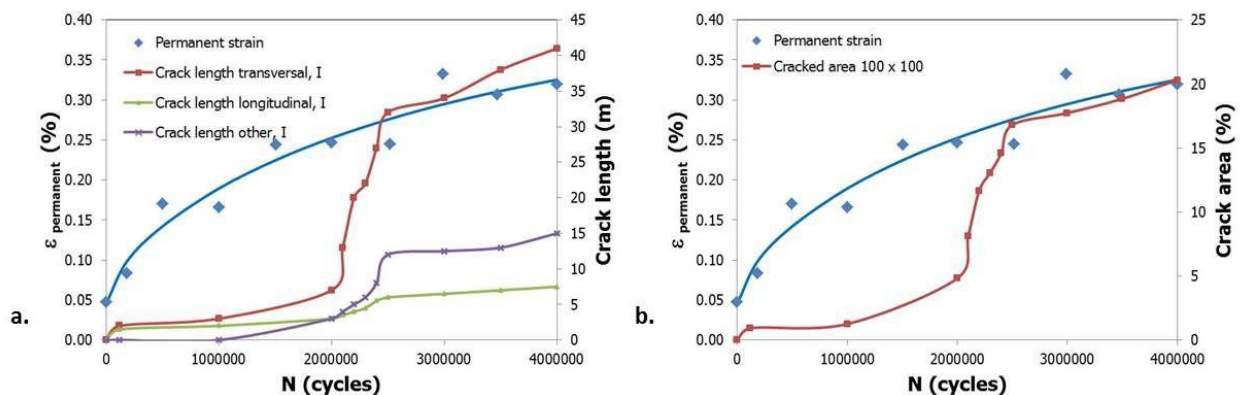 a.
ε permanent (%)
0.40
0.35
0.30
0.25
0.20
0.15
0.10
0.05
0.00
Permanent strain
Crack length transversal, I
Crack length longitudinal, I
Crack length other, I
45
40
35
30
25
20
15
10
5
0
Crack length (m)
0 1000000 2000000 3000000 4000000
N (cycles)
b.
ε permanent (%)
0.40
0.35
0.30
0.25
0.20
0.15
0.10
0.05
0.00
Permanent strain
Cracked area 100 x 100
25
20
15
10
5
0
Crack area (%)
0 1000000 2000000 3000000 4000000
N (cycles)